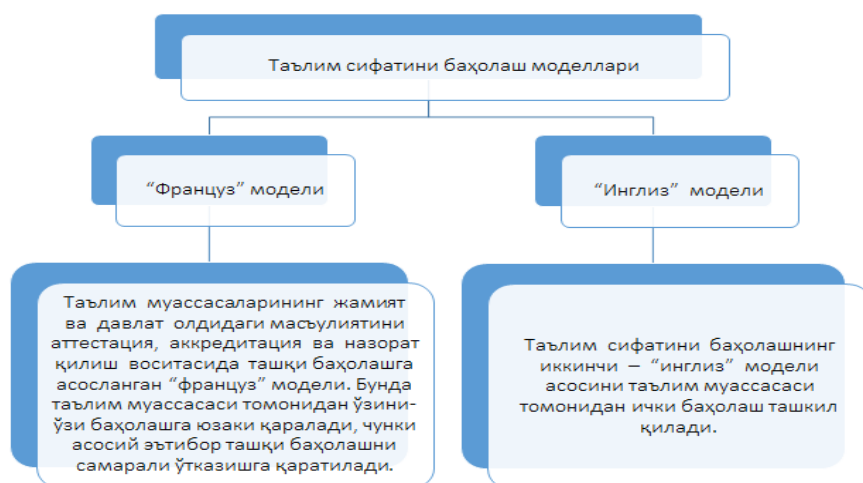 Таълим сифатини баҳолаш моделлари
“Француз” модели
“Инглиз” модели
Таълим муассасаларининг жамият
ва давлат олдидаги масъулиятини
аттестация, аккредитация ва назорат
қилиш воситасида ташқи баҳолашга
асосланган “француз” модели. Бунда
таълим муассасаси томонидан ўзини-
ўзи баҳолашга юзаки қаралади, чунки
асосий эътибор ташқи баҳолашни
самарали ўтказишга қаратилади.
Таълим сифатини баҳолашнинг
иккинчи – “инглиз” модели
асосини таълим муассасаси
томонидан ички баҳолаш ташкил
қилади.